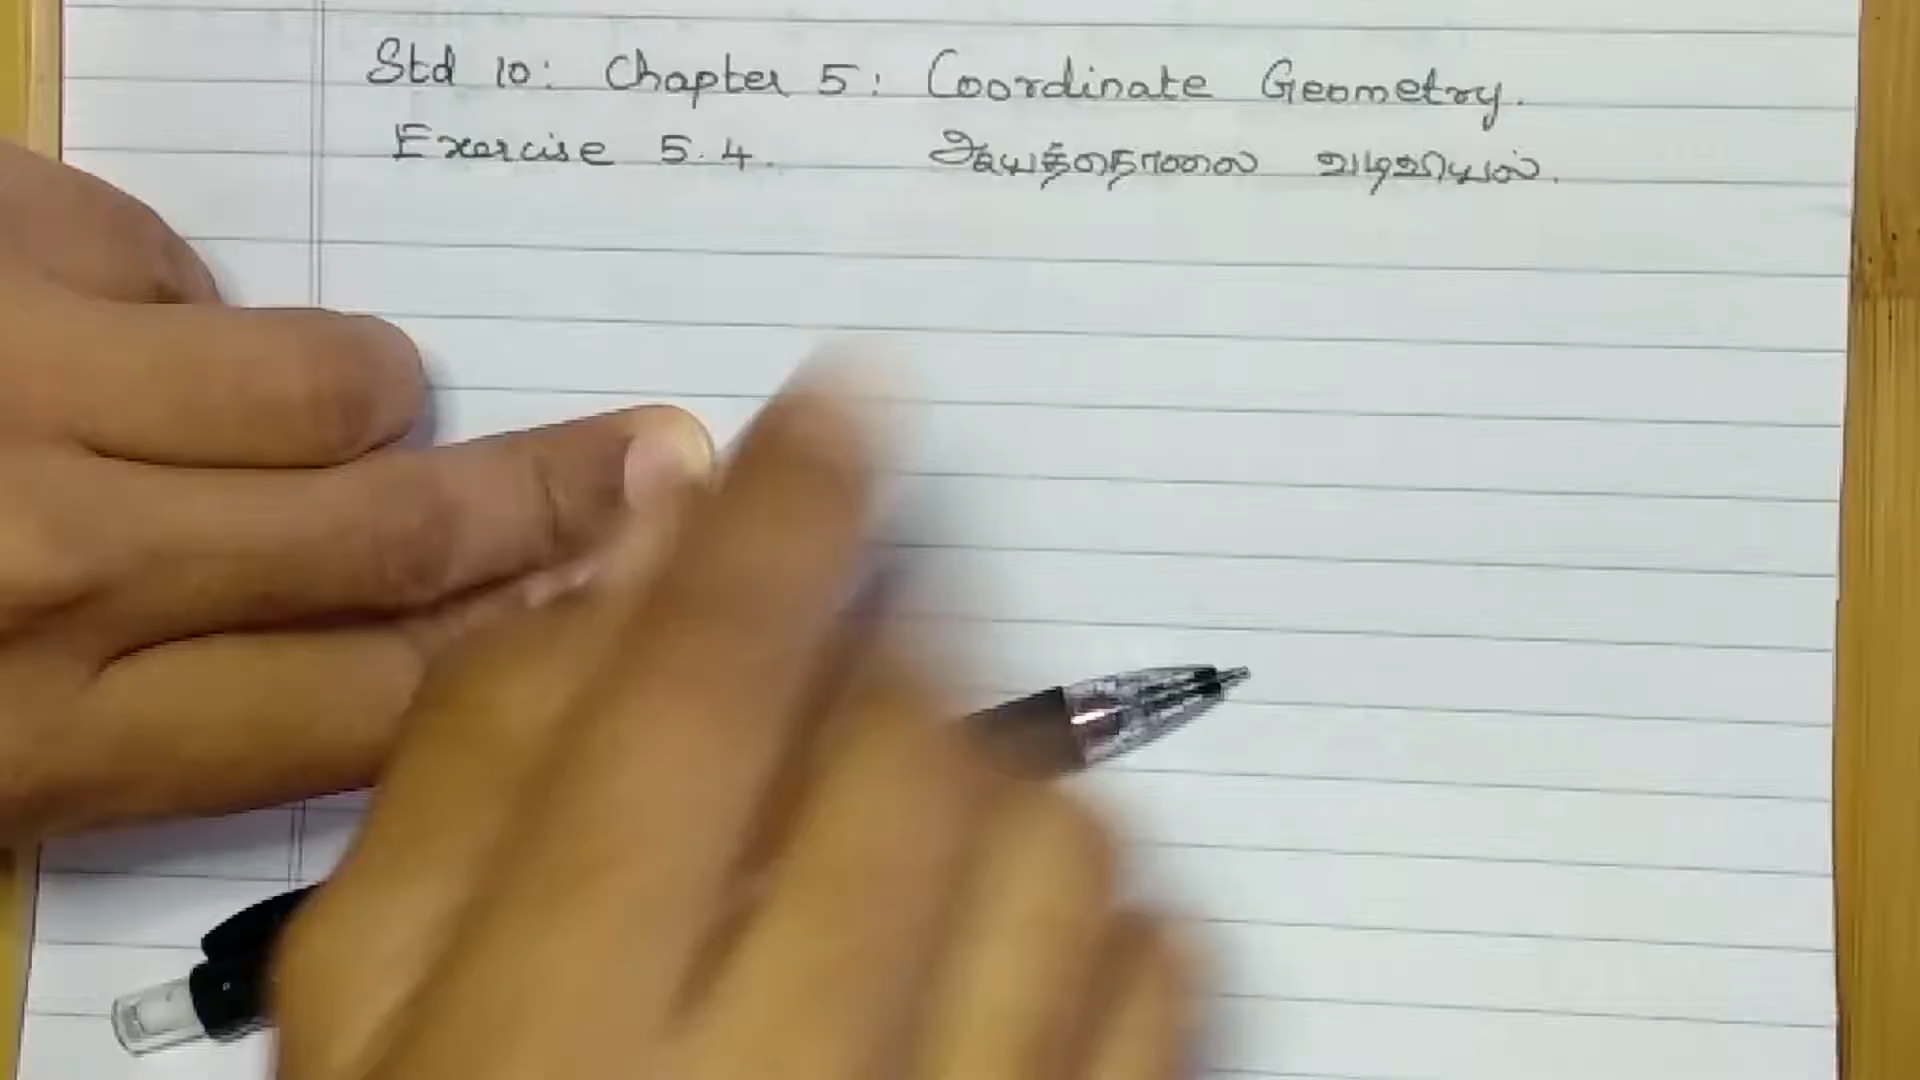 Std 10: Chapter 5: Coordinate Geometry.
Exercise 5.4. ஆயத்தொலை வடிவியல்.